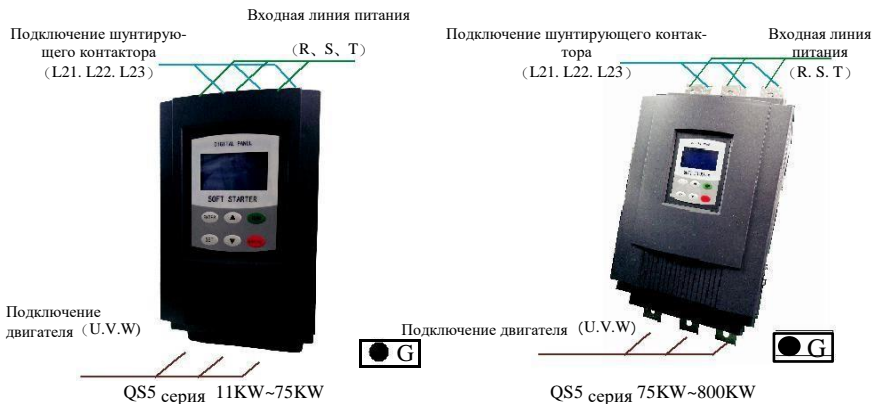 Входная линия питания
Подключение шунтирую-
щего контактора
(R、S、T)
(L21. L22. L23)
DIGITAL PANEL
SOFT STARTER
SET
Подключение
двигателя (U.V.W)
G
QS5 серия 11KW~75KW
Подключение шунтирующего контак-
тора
Входная линия
питания
(L21. L22. L23)
(R. S. T)
Подключение двигателя (U.V.W)
G
QS5 серия 75KW~800KW